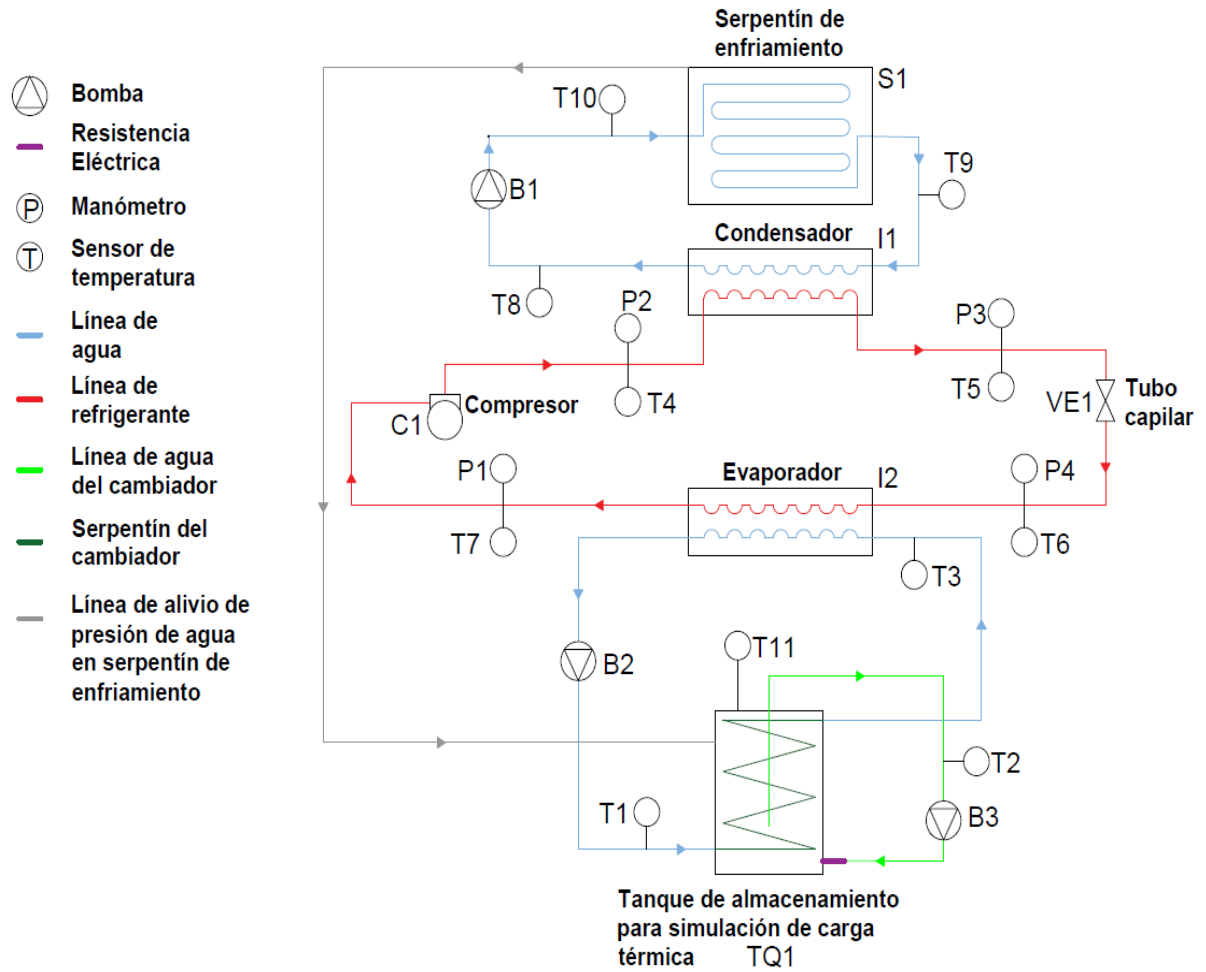 Bomba
Resistencia
Eléctrica
P
Manómetro
T
Sensor de
temperatura
Línea de
agua
Línea de
refrigerante
Línea de agua
del cambiador
Serpentín del
cambiador
Línea de alivio de
presión de agua
en serpentín de
enfriamiento
Serpentín de
enfriamiento
S1
T10
B1
T9
Condensador
I1
T8
P2
P3
T4
T5
C1
Compresor
VE1
Tubo
capilar
P1
Evaporador
I2
P4
T7
T3
T6
B2
T11
T2
T1
B3
Tanque de almacenamiento
para simulación de carga
térmica TQ1